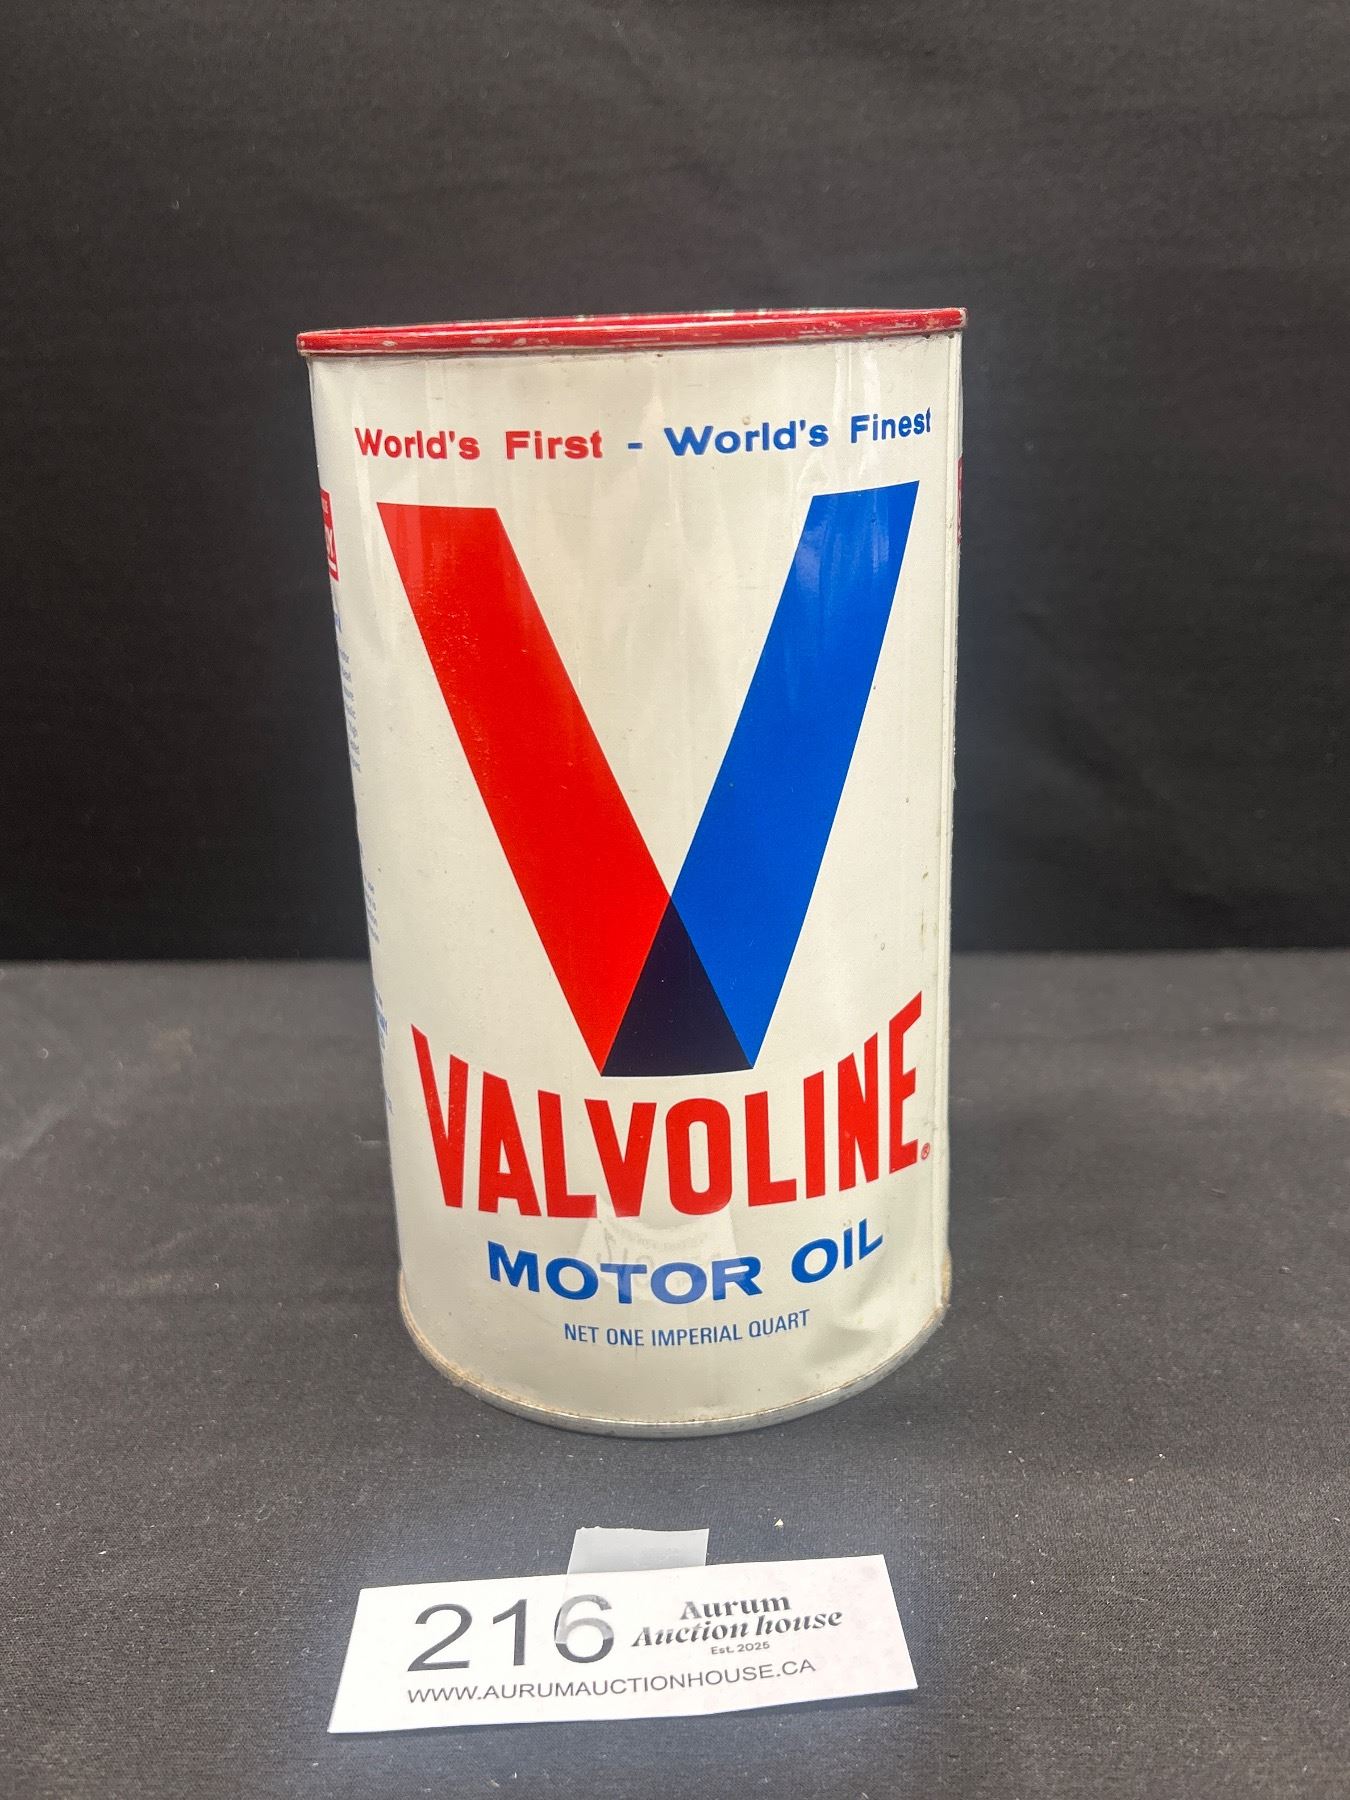 World's First - World's Finest
VALVOLINE®
MOTOR OIL
NET ONE IMPERIAL QUART
216
Aurum
Auction house
Est. 2025
WWW.AURUMAUCTIONHOUSE.CA